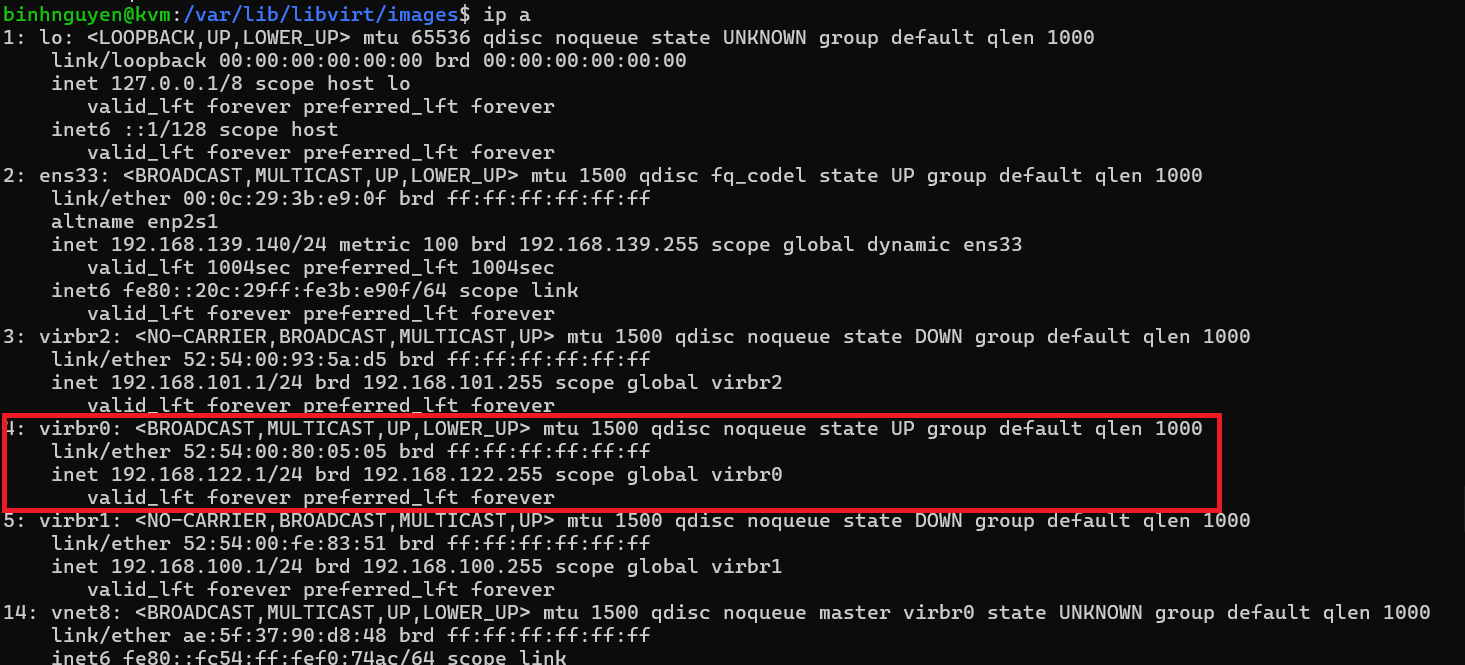 binhnguyen@kvm:/var/lib/libvirt/images$ ip a
1: lo: <LOOPBACK,UP,LOWER_UP> mtu 65536 qdisc noqueue state UNKNOWN group default qlen 1000
    link/loopback 00:00:00:00:00:00 brd 00:00:00:00:00:00
    inet 127.0.0.1/8 scope host lo
       valid_lft forever preferred_lft forever
    inet6 ::1/128 scope host
       valid_lft forever preferred_lft forever
2: ens33: <BROADCAST,MULTICAST,UP,LOWER_UP> mtu 1500 qdisc fq_codel state UP group default qlen 1000
    link/ether 00:0c:29:3b:e9:0f brd ff:ff:ff:ff:ff:ff
    altname enp2s1
    inet 192.168.139.140/24 metric 100 brd 192.168.139.255 scope global dynamic ens33
       valid_lft 1004sec preferred_lft 1004sec
    inet6 fe80::20c:29ff:fe3b:e90f/64 scope link
       valid_lft forever preferred_lft forever
3: virbr2: <NO-CARRIER,BROADCAST,MULTICAST,UP> mtu 1500 qdisc noqueue state DOWN group default qlen 1000
    link/ether 52:54:00:93:5a:d5 brd ff:ff:ff:ff:ff:ff
    inet 192.168.101.1/24 brd 192.168.101.255 scope global virbr2
       valid_lft forever preferred_lft forever
4: virbr0: <BROADCAST,MULTICAST,UP,LOWER_UP> mtu 1500 qdisc noqueue state UP group default qlen 1000
    link/ether 52:54:00:80:05:05 brd ff:ff:ff:ff:ff:ff
    inet 192.168.122.1/24 brd 192.168.122.255 scope global virbr0
       valid_lft forever preferred_lft forever
5: virbr1: <NO-CARRIER,BROADCAST,MULTICAST,UP> mtu 1500 qdisc noqueue state DOWN group default qlen 1000
    link/ether 52:54:00:fe:83:51 brd ff:ff:ff:ff:ff:ff
    inet 192.168.100.1/24 brd 192.168.100.255 scope global virbr1
       valid_lft forever preferred_lft forever
14: vnet8: <BROADCAST,MULTICAST,UP,LOWER_UP> mtu 1500 qdisc noqueue master virbr0 state UNKNOWN group default qlen 1000
    link/ether ae:5f:37:90:d8:48 brd ff:ff:ff:ff:ff:ff
    inet6 fe80::fc54:ff:fef0:74ac/64 scope link